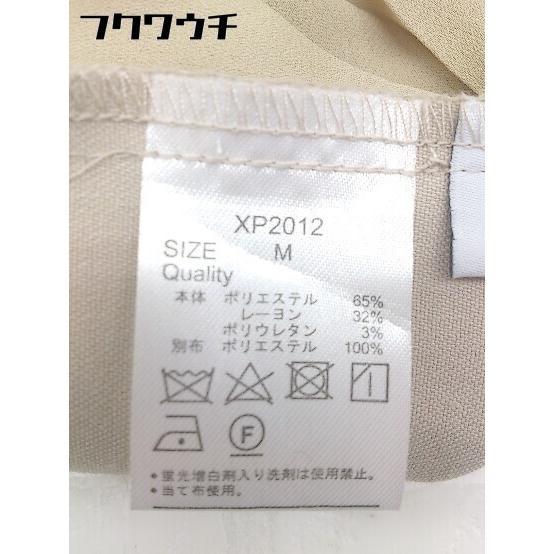 フクワウチ
XP2012
SIZE M
Quality
本体 ポリエステル 65%
レーヨン 32%
ポリウレタン 3%
別布 ポリエステル 100%
F
・蛍光増白剤入り洗剤は使用禁止。
・当て布使用。